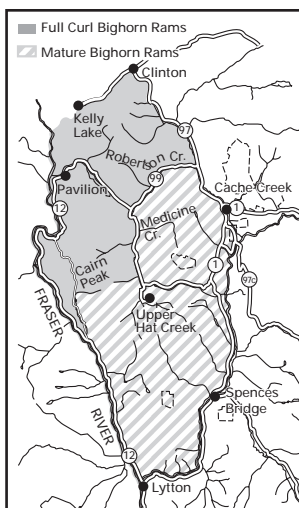 Full Curl Bighorn Rams
Mature Bighorn Rams
Clinton
Kelly
Lake
97
Robertson Cr.
99
Pavilion
12
Cache Creek
1
Medicine
Cr.
1
97c
Cairn
Peak
FRASER
Upper
Hat Creek
RIVER
Spences
Bridge
12
Lytton